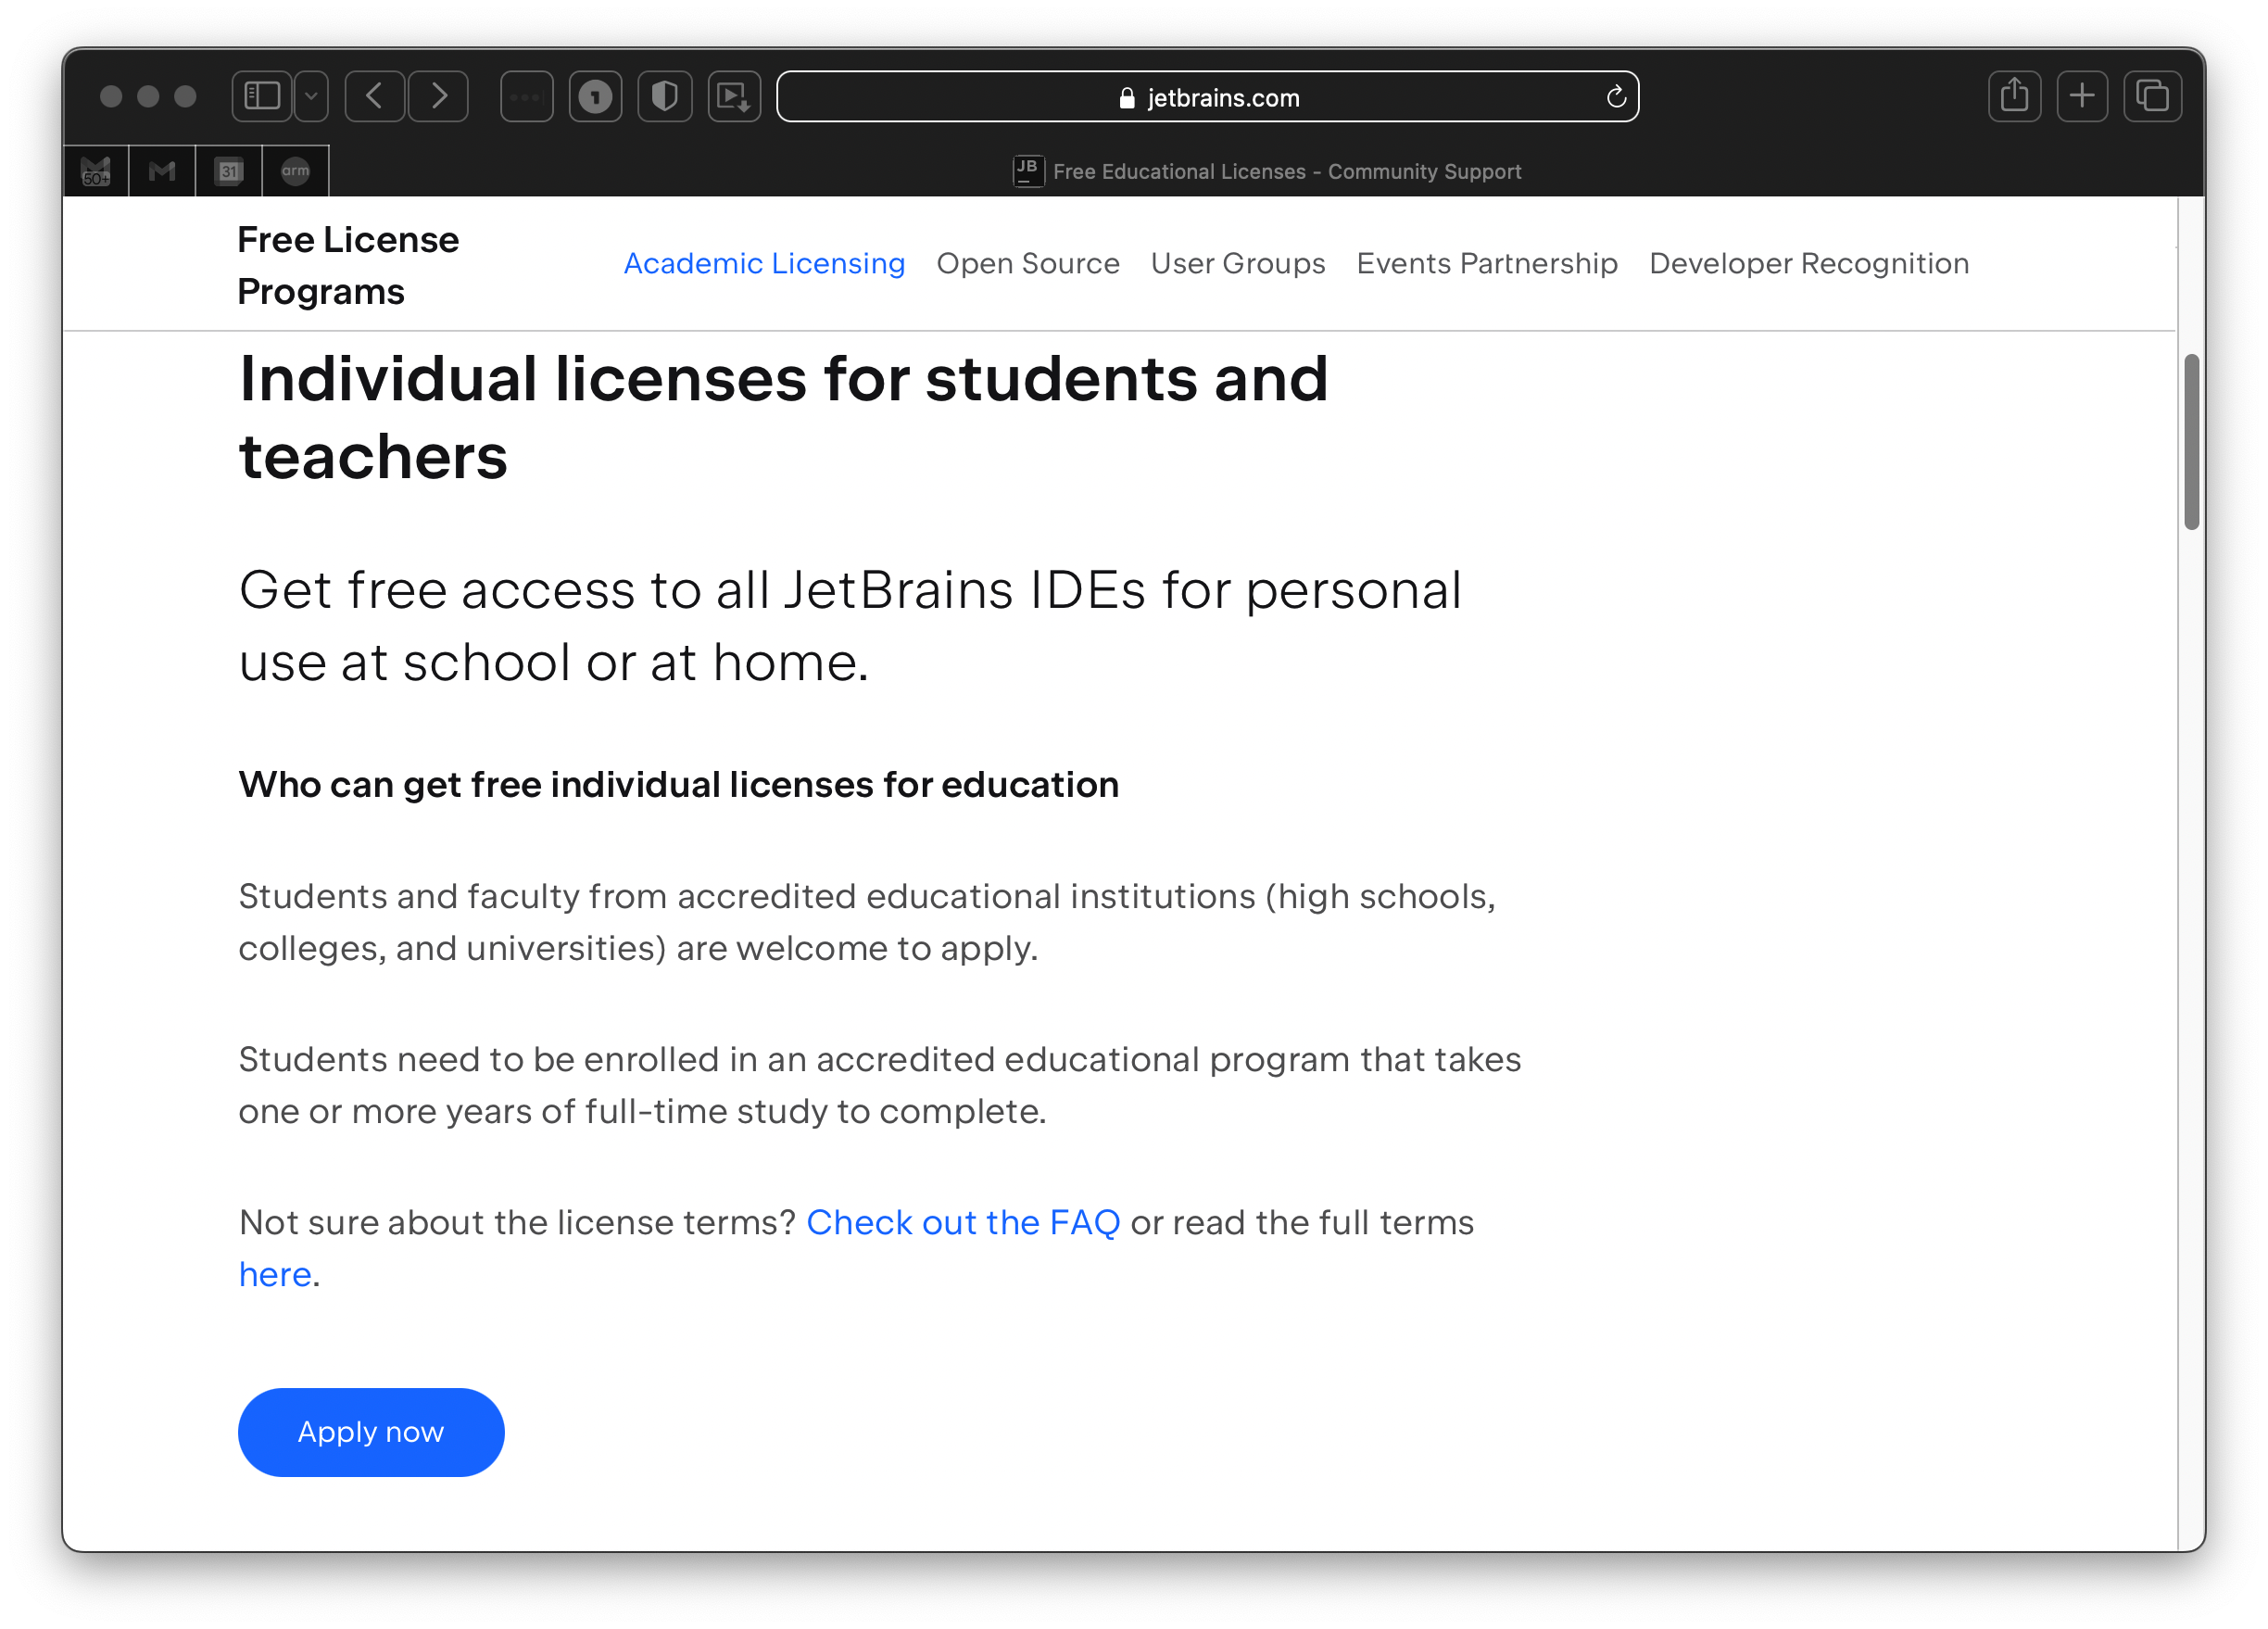 jetbrains.com
50+
31
arm
JB
Free Educational Licenses – Community Support
Free License
Programs
Academic Licensing
Open Source
User Groups
Events Partnership
Developer Recognition
Individual licenses for students and
teachers
Get free access to all JetBrains IDEs for personal
use at school or at home.
Who can get free individual licenses for education
Students and faculty from accredited educational institutions (high schools,
colleges, and universities) are welcome to apply.
Students need to be enrolled in an accredited educational program that takes
one or more years of full-time study to complete.
Not sure about the license terms? Check out the FAQ or read the full terms
here.
Apply now